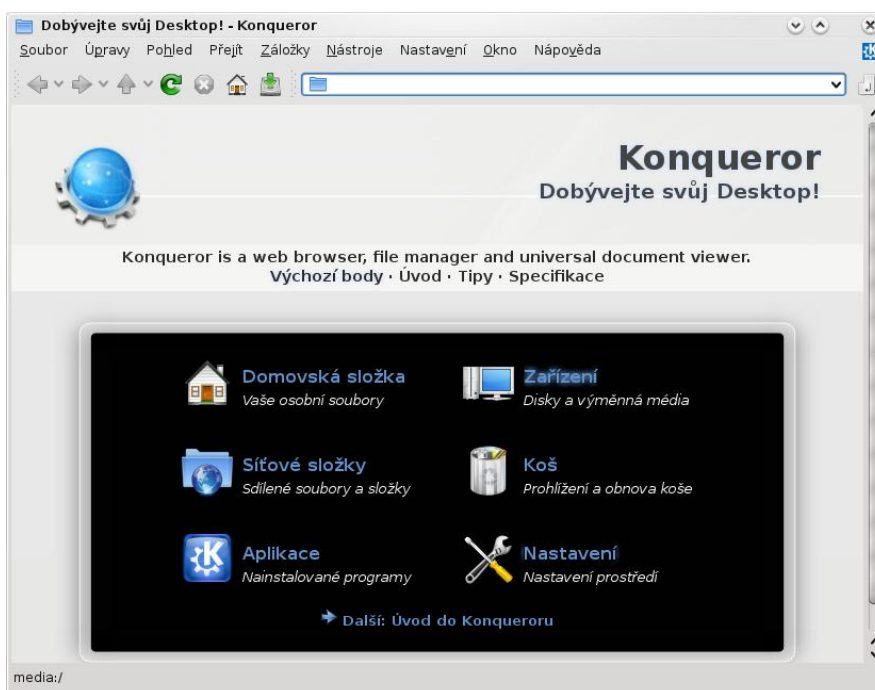 Dobývejte svůj Desktop! - Konqueror
Soubor Úpravy Pohled Přejít Záložky Nástroje Nastavení Okno Nápověda
Konqueror
Dobývejte svůj Desktop!
Konqueror is a web browser, file manager and universal document viewer.
Výchozí body · Úvod · Tipy · Specifikace
Domovská složka
Vaše osobní soubory
Zařízení
Disky a výměnná média
Síťové složky
Sdílené soubory a složky
Koš
Prohlížení a obnova koše
Aplikace
Nainstalované programy
Nastavení
Nastavení prostředí
Další: Úvod do Konqueroru
media:/